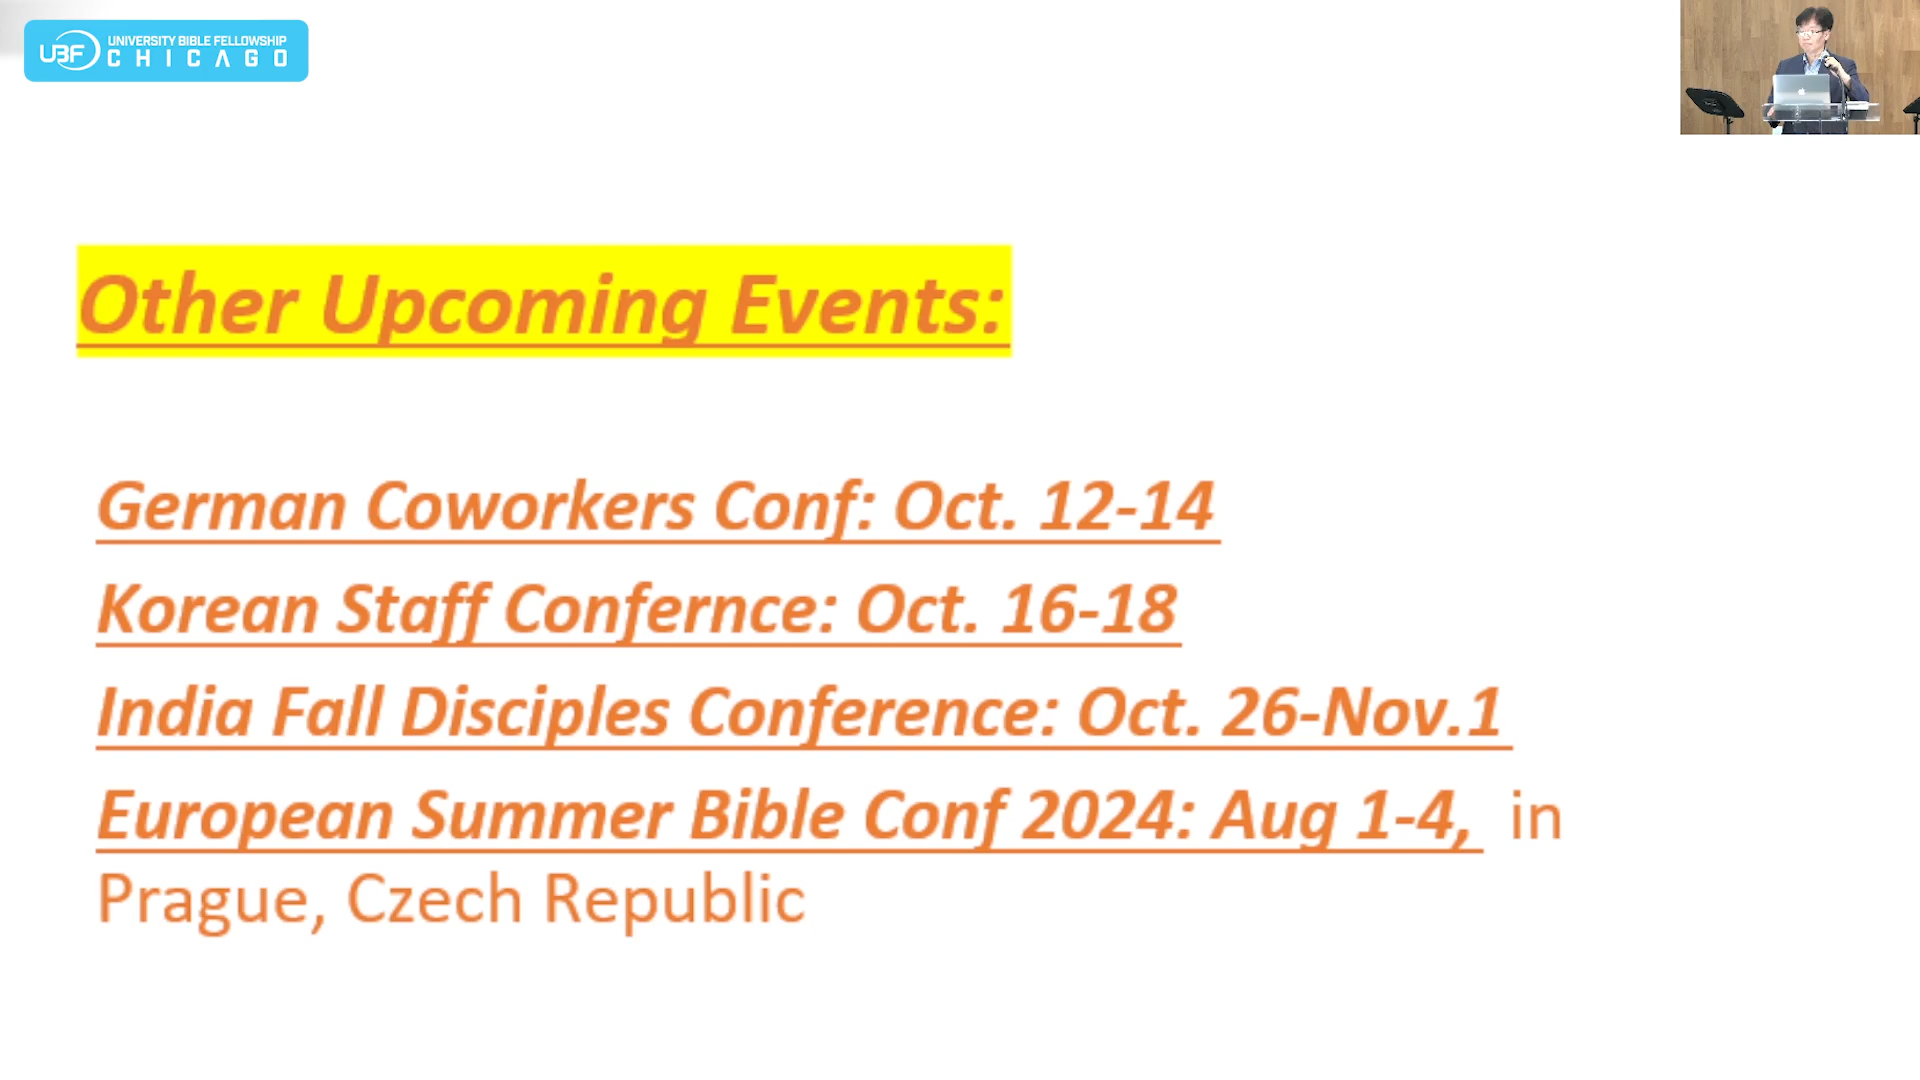 UBF UNIVERSITY BIBLE FELLOWSHIP
CHICAGO
Other Upcoming Events:
German Coworkers Conf: Oct. 12-14
Korean Staff Confernce: Oct. 16-18
India Fall Disciples Conference: Oct. 26-Nov.1
European Summer Bible Conf 2024: Aug 1-4, in
Prague, Czech Republic